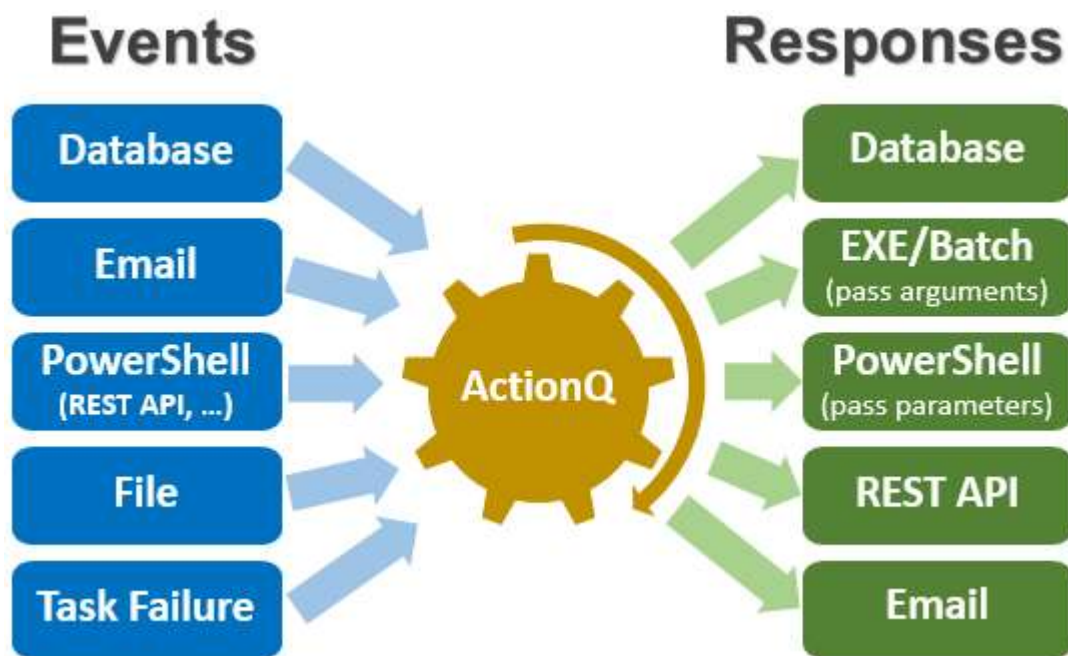 Events
Responses
Database
Email
PowerShell
(REST API, ...)
File
Task Failure
ActionQ
Database
EXE/Batch
(pass arguments)
PowerShell
(pass parameters)
REST API
Email